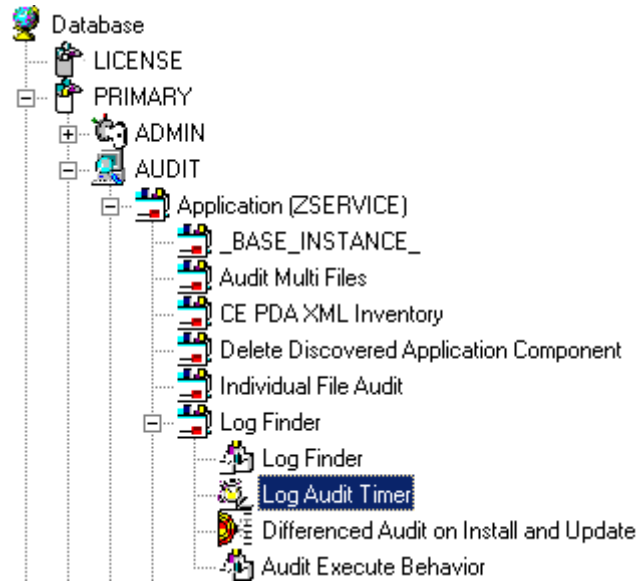 Database
LICENSE
PRIMARY
ADMIN
AUDIT
Application (ZSERVICE)
_BASE_INSTANCE_
Audit Multi Files
CE PDA XML Inventory
Delete Discovered Application Component
Individual File Audit
Log Finder
Log Finder
Log Audit Timer
Differenced Audit on Install and Update
Audit Execute Behavior